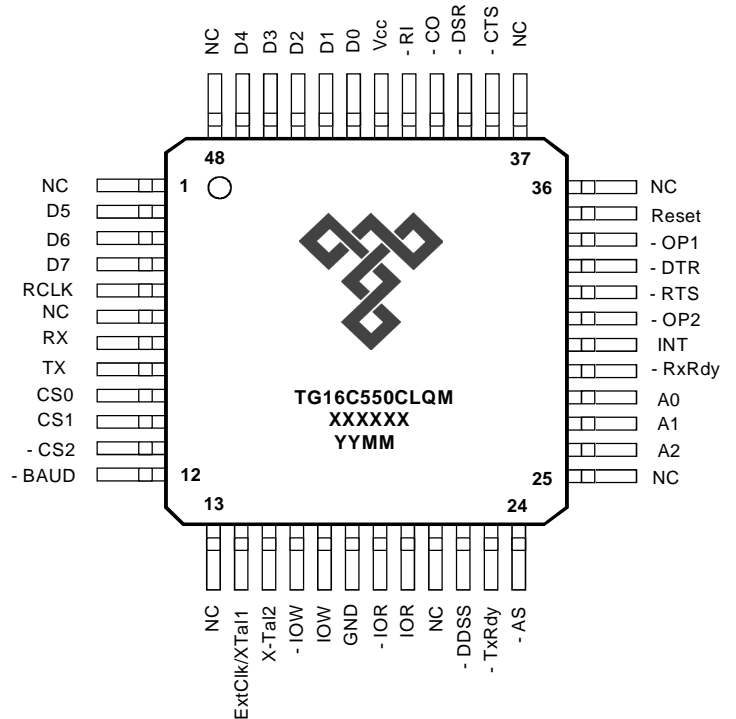 NC
D4
D3
D2
D1
D0
Vcc
- RI
- CO
- DSR
- CTS
NC
48
37
1
36
NC
D5
D6
D7
RCLK
NC
RX
TX
CS0
CS1
- CS2
- BAUD
NC
Reset
- OP1
- DTR
- RTS
- OP2
INT
- RxRdy
A0
A1
A2
NC
TG16C550CLQM
XXXXXX
YYMM
12
25
13
24
NC
ExtClk/XTal1
X-Tal2
- IOW
IOW
GND
- IOR
IOR
NC
- DDSS
- TxRdy
- AS